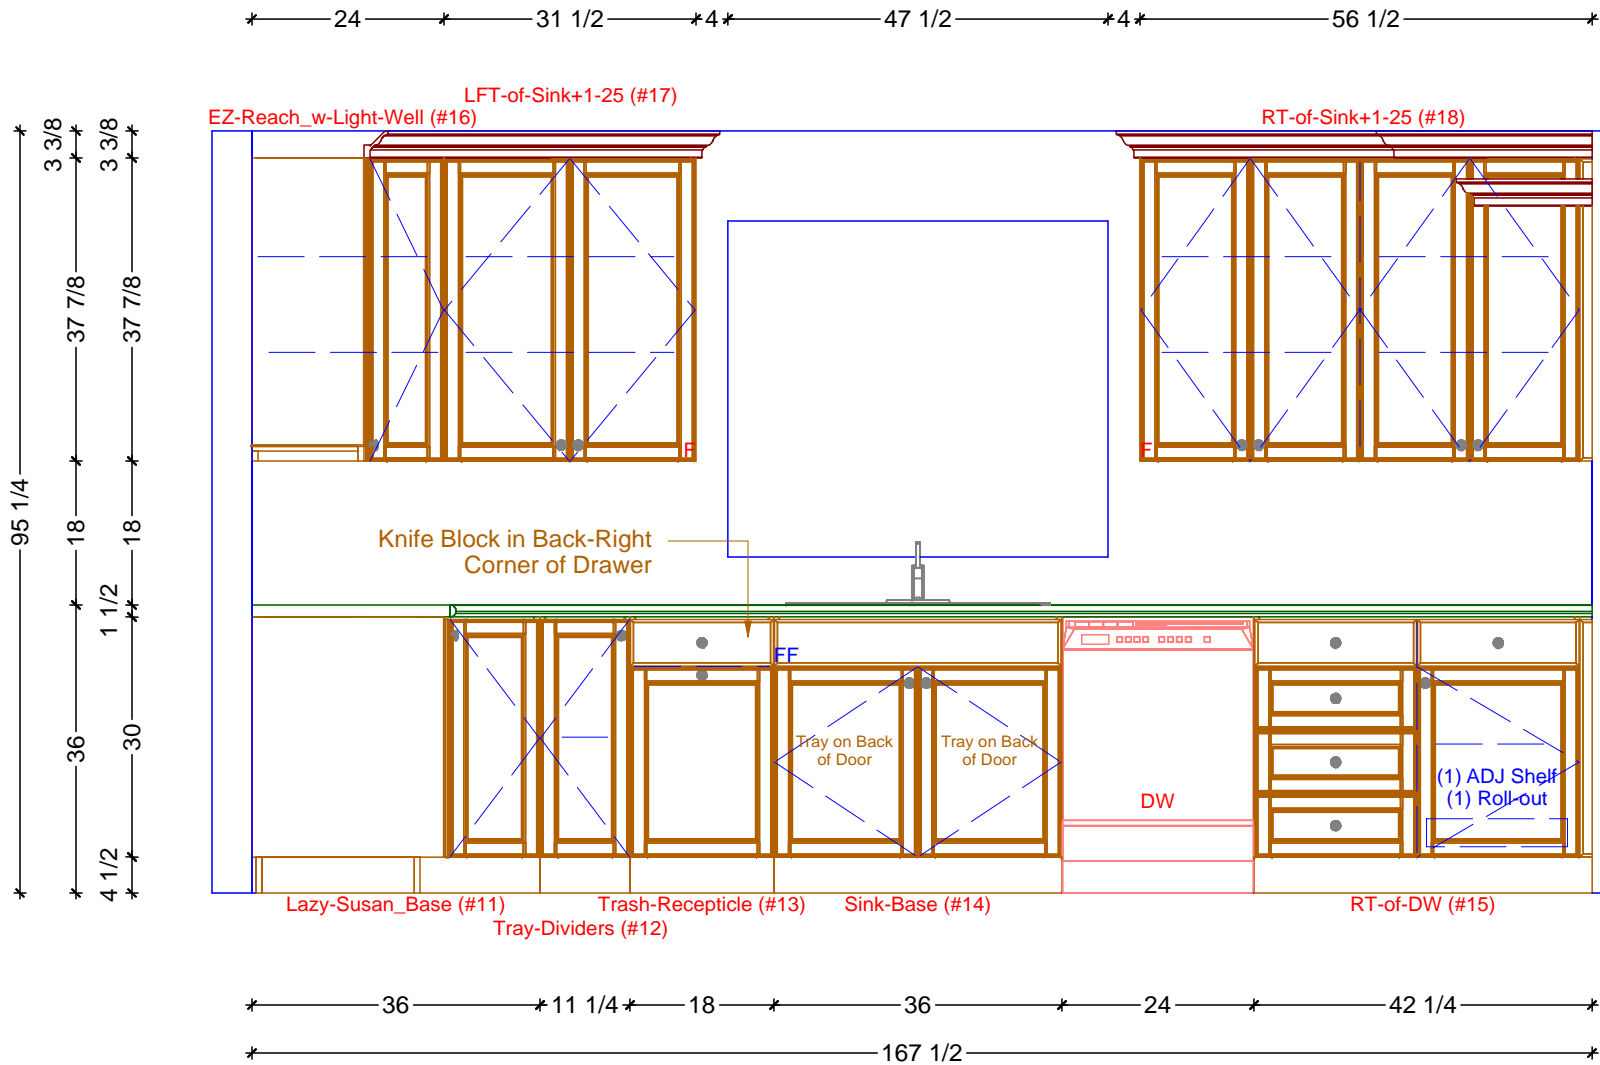 24
31 1/2
4
47 1/2
4
56 1/2
LFT-of-Sink+1-25 (#17)
EZ-Reach_w-Light-Well (#16)
RT-of-Sink+1-25 (#18)
3 3/8
3 3/8
37 7/8
37 7/8
95 1/4
18
18
1 1/2
36
30
4 1/2
F
F
Knife Block in Back-Right
Corner of Drawer
FF
Tray on Back
of Door
Tray on Back
of Door
DW
(1) ADJ Shelf
(1) Roll-out
Lazy-Susan_Base (#11)
Trash-Recepticle (#13)
Sink-Base (#14)
RT-of-DW (#15)
Tray-Dividers (#12)
36
11 1/4
18
36
24
42 1/4
167 1/2